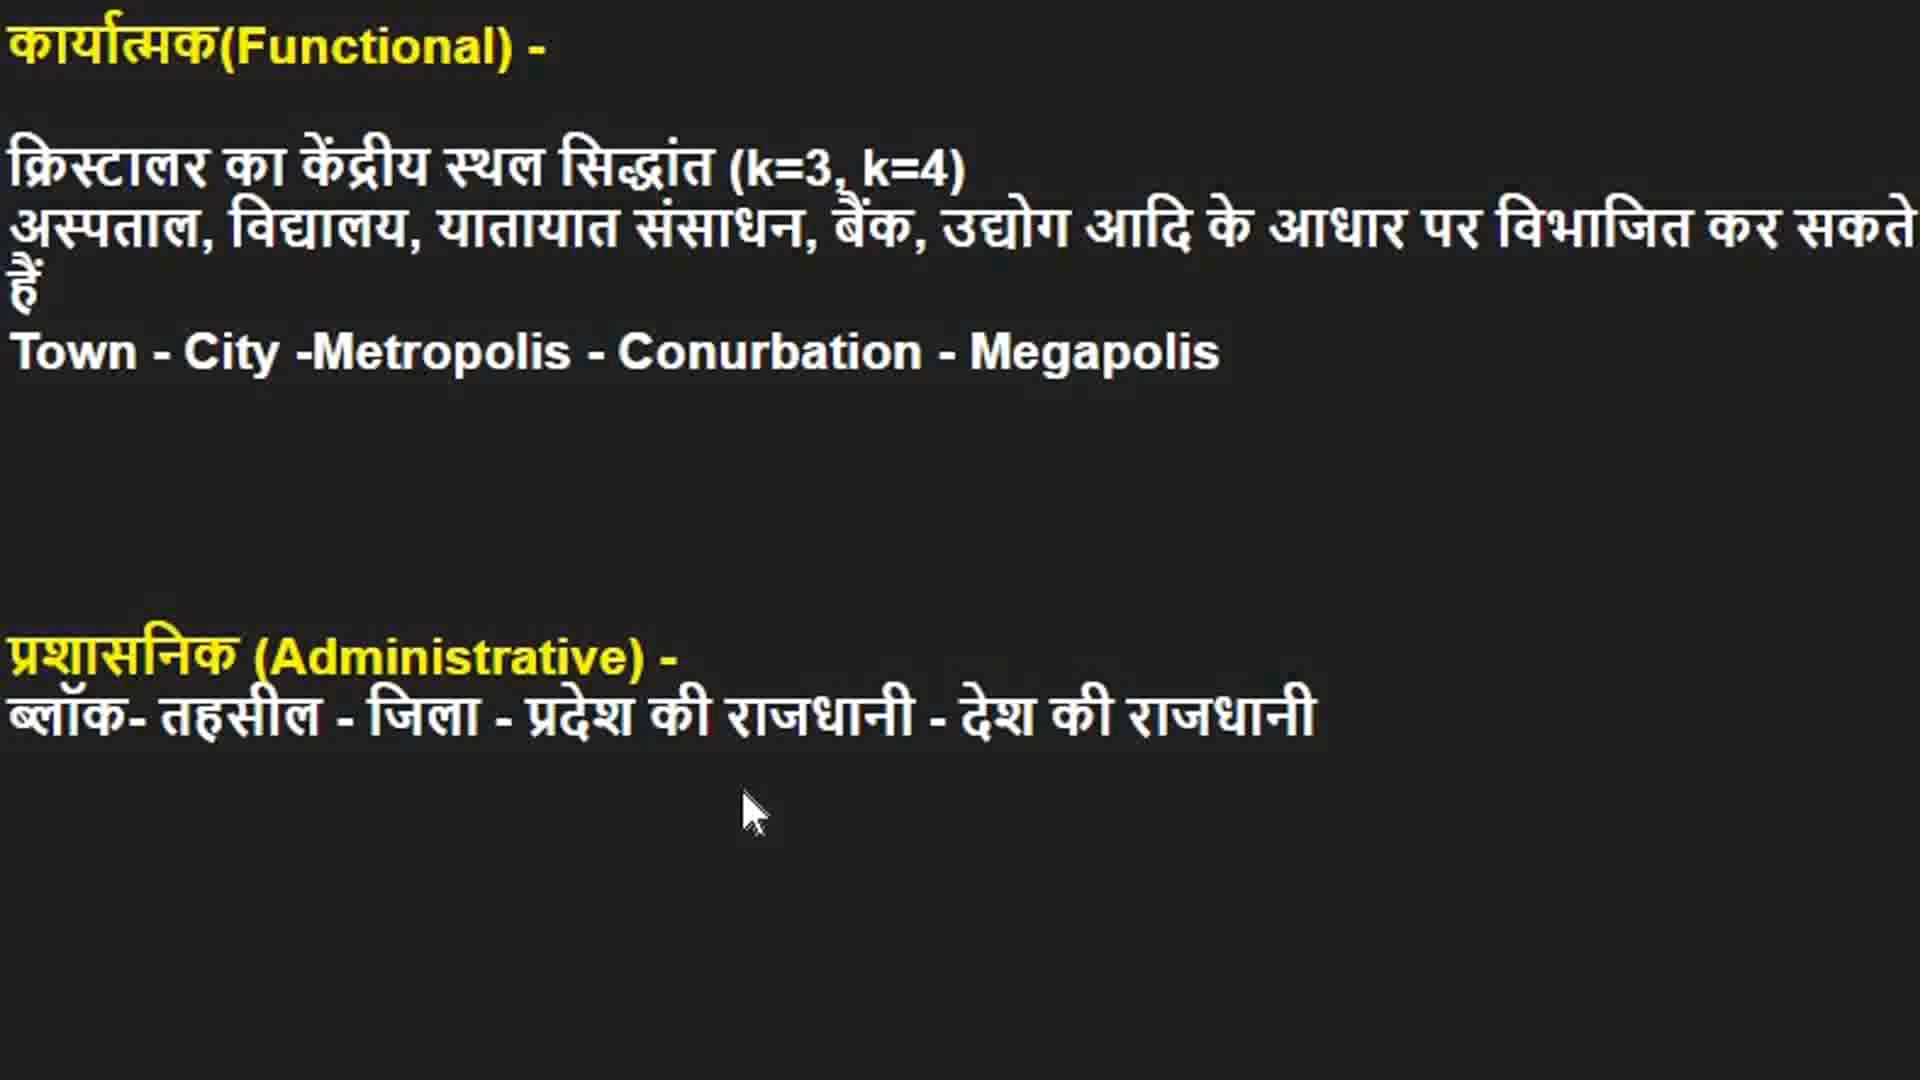 कार्यात्मक(Functional) -
क्रिस्टालर का केंद्रीय स्थल सिद्धांत (k=3, k=4)
अस्पताल, विद्यालय, यातायात संसाधन, बैंक, उद्योग आदि के आधार पर विभाजित कर सकते
हैं
Town - City -Metropolis - Conurbation - Megapolis
प्रशासनिक (Administrative) -
ब्लॉक- तहसील - जिला - प्रदेश की राजधानी - देश की राजधानी